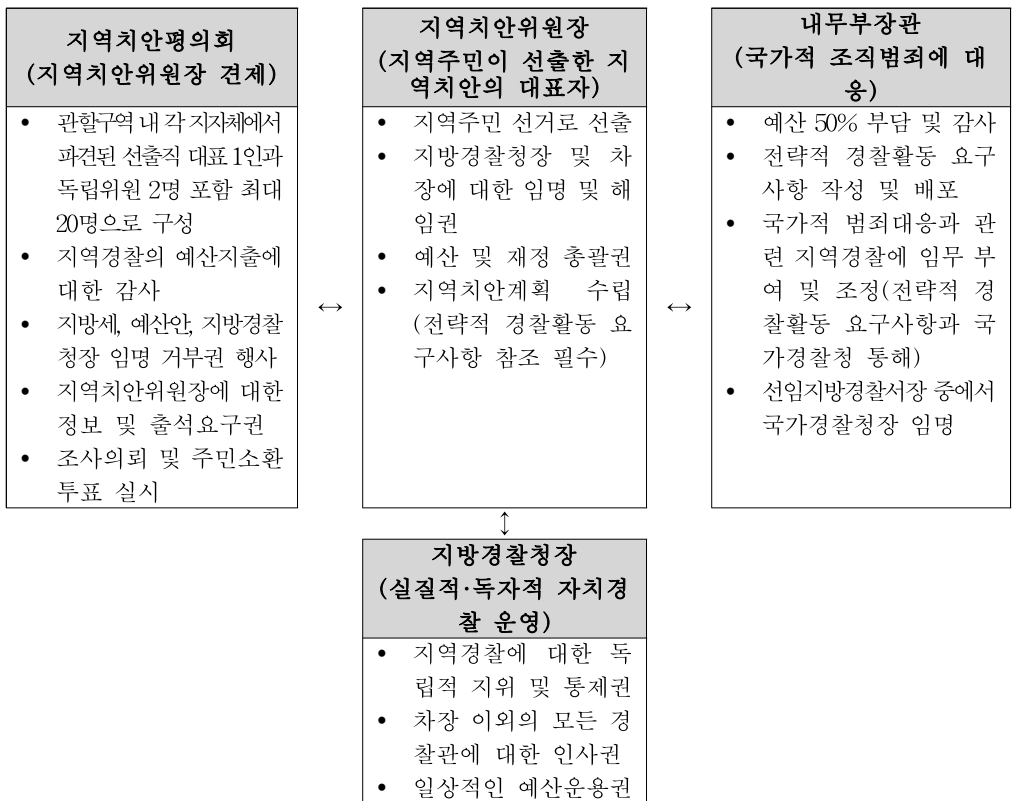 지역치안평의회
(지역치안위원장 견제)
• 관할구역 내 각 지자체에서
파견된 선출직 대표 1인과
독립위원 2명 포함 최대
20명으로 구성
• 지역경찰의 예산지출에
대한 감사
• 지방세, 예산안, 지방경찰
청장 임명 거부권 행사
• 지역치안위원장에 대한
정보 및 출석요구권
• 조사의뢰 및 주민소환
투표 실시
↔
지역치안위원장
(지역주민이 선출한 지
역치안의 대표자)
• 지역주민 선거로 선출
• 지방경찰청장 및 차
장에 대한 임명 및 해
임권
• 예산 및 재정 총괄권
• 지역치안계획 수립
(전략적 경찰활동 요
구사항 참조 필수)
↔
내무부장관
(국가적 조직범죄에 대
응)
• 예산 50% 부담 및 감사
• 전략적 경찰활동 요구
사항 작성 및 배포
• 국가적 범죄대응과 관
련 지역경찰에 임무 부
여 및 조정(전략적 경
찰활동 요구사항과 국
가경찰청 통해)
• 선임지방경찰서장 중에서
국가경찰청장 임명
↕
지방경찰청장
(실질적·독자적 자치경
찰 운영)
• 지역경찰에 대한 독
립적 지위 및 통제권
• 차장 이외의 모든 경
찰관에 대한 인사권
• 일상적인 예산운용권